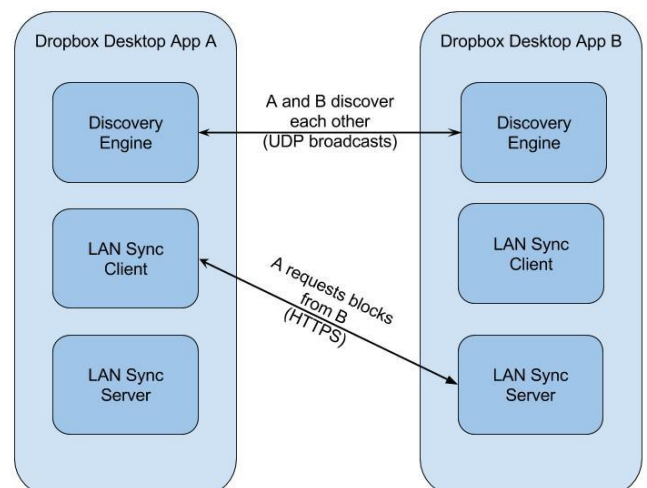 Dropbox Desktop App A
Discovery
Engine
LAN Sync
Client
LAN Sync
Server
A and B discover
each other
(UDP broadcasts)
A requests blocks
from B
(HTTPS)
Dropbox Desktop App B
Discovery
Engine
LAN Sync
Client
LAN Sync
Server